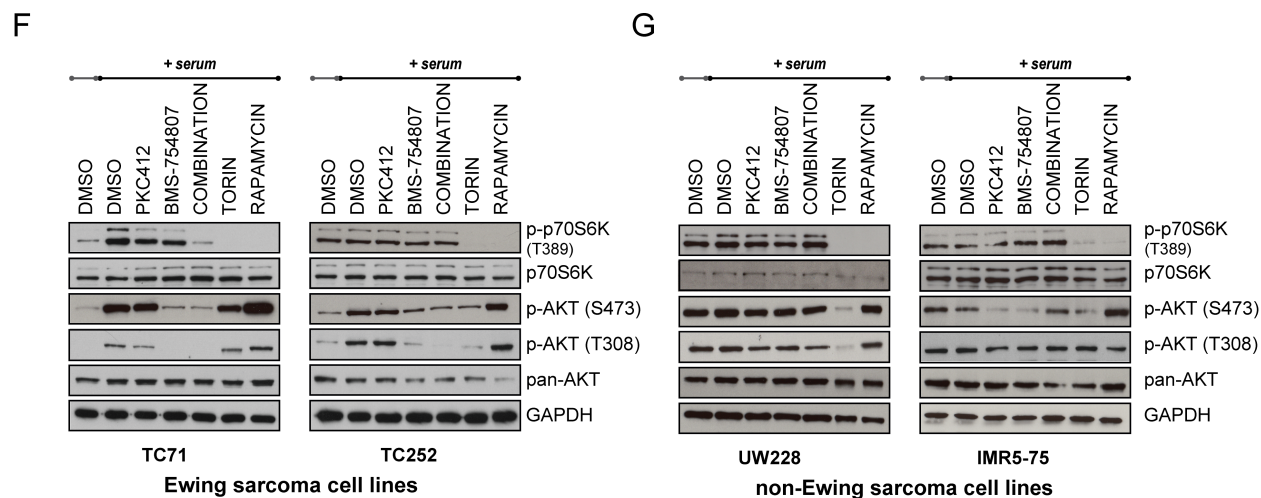 F
+ serum
DMSO
DMSO
PKC412
BMS-754807
COMBINATION
TORIN
RAPAMYCIN
+ serum
DMSO
DMSO
PKC412
BMS-754807
COMBINATION
TORIN
RAPAMYCIN
p-p70S6K
(T389)
p70S6K
p-AKT (S473)
p-AKT (T308)
pan-AKT
GAPDH
TC71
TC252
Ewing sarcoma cell lines
G
+ serum
DMSO
DMSO
PKC412
BMS-754807
COMBINATION
TORIN
RAPAMYCIN
+ serum
DMSO
DMSO
PKC412
BMS-754807
COMBINATION
TORIN
RAPAMYCIN
p-p70S6K
(T389)
p70S6K
p-AKT (S473)
p-AKT (T308)
pan-AKT
GAPDH
UW228
IMR5-75
non-Ewing sarcoma cell lines